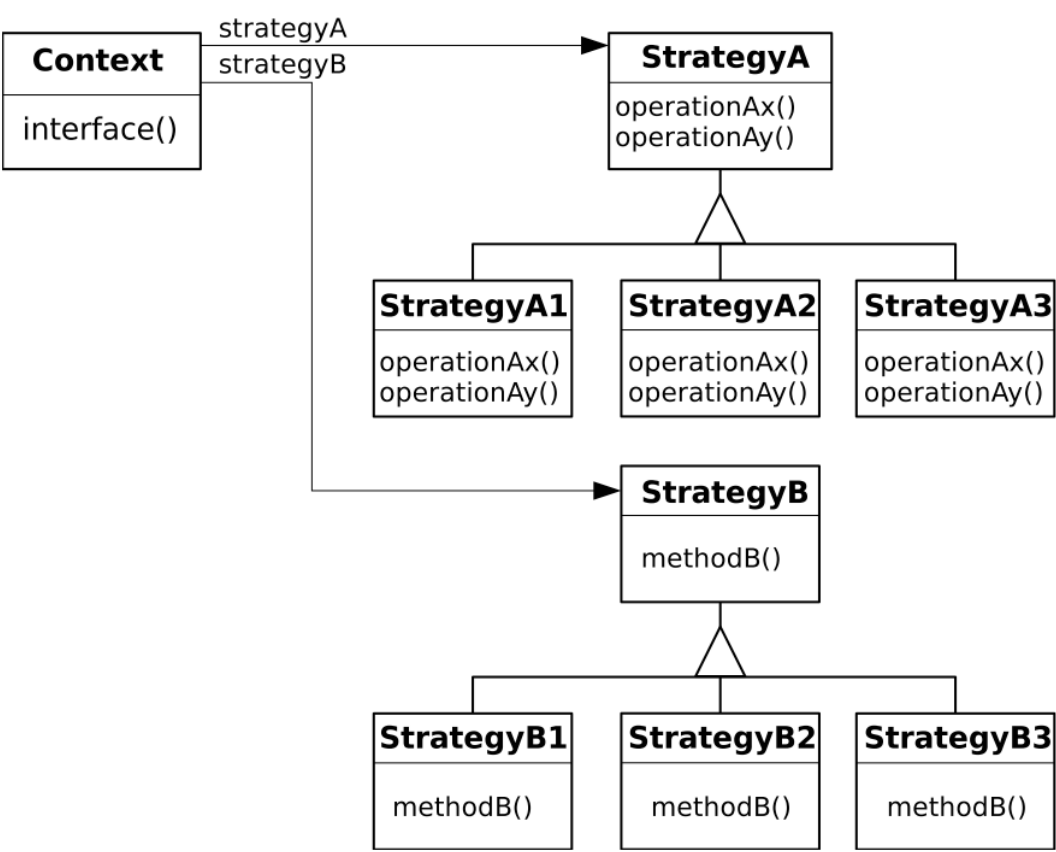 strategyA
Context
strategyB
interface()
StrategyA
operationAx()
operationAy()
StrategyA1
operationAx()
operationAy()
StrategyA2
operationAx()
operationAy()
StrategyA3
operationAx()
operationAy()
StrategyB
methodB()
StrategyB1
methodB()
StrategyB2
methodB()
StrategyB3
methodB()